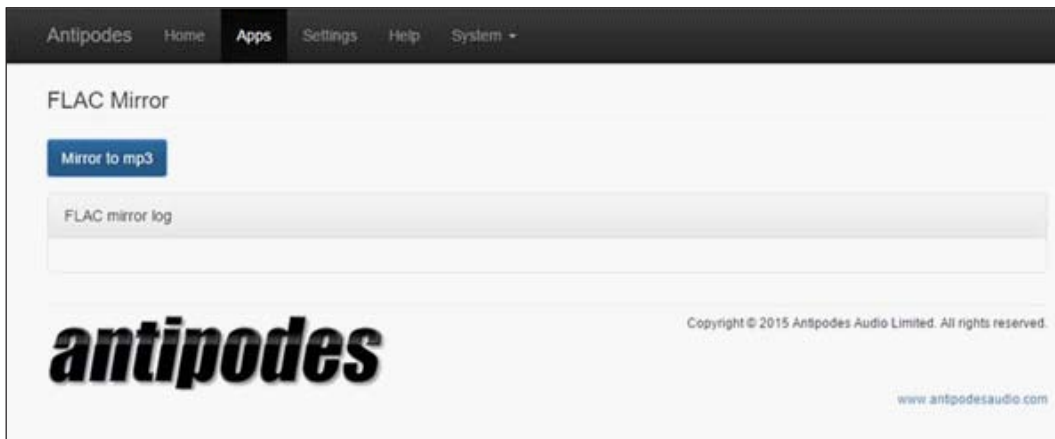 Antipodes Home Apps Settings Help System
FLAC Mirror
Mirror to mp3
FLAC mirror log
antipodes
Copyright © 2015 Antipodes Audio Limited. All rights reserved.
www.antipodesaudio.com